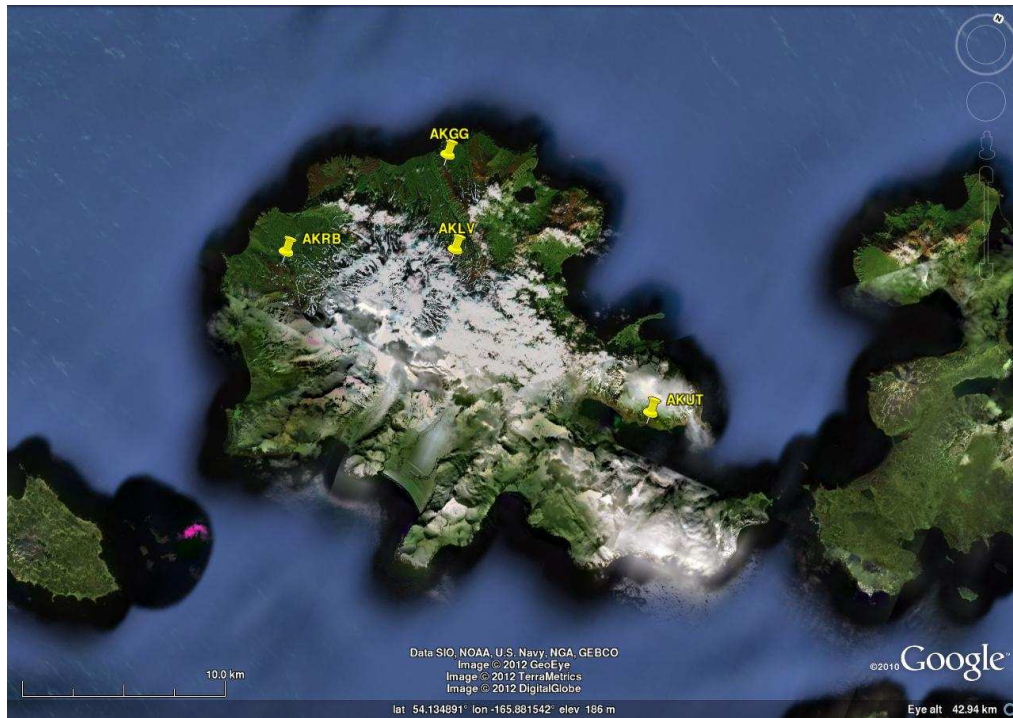 N
AKGG
AKRB
AKLV
AKUT
10.0 km
Data SIO, NOAA, U.S. Navy, NGA, GEBCO
Image © 2012 GeoEye
Image © 2012 TerraMetrics
Image © 2012 DigitalGlobe
©2010 Google™
lat 54.134891° lon -165.881542° elev 186 m
Eye alt 42.94 km